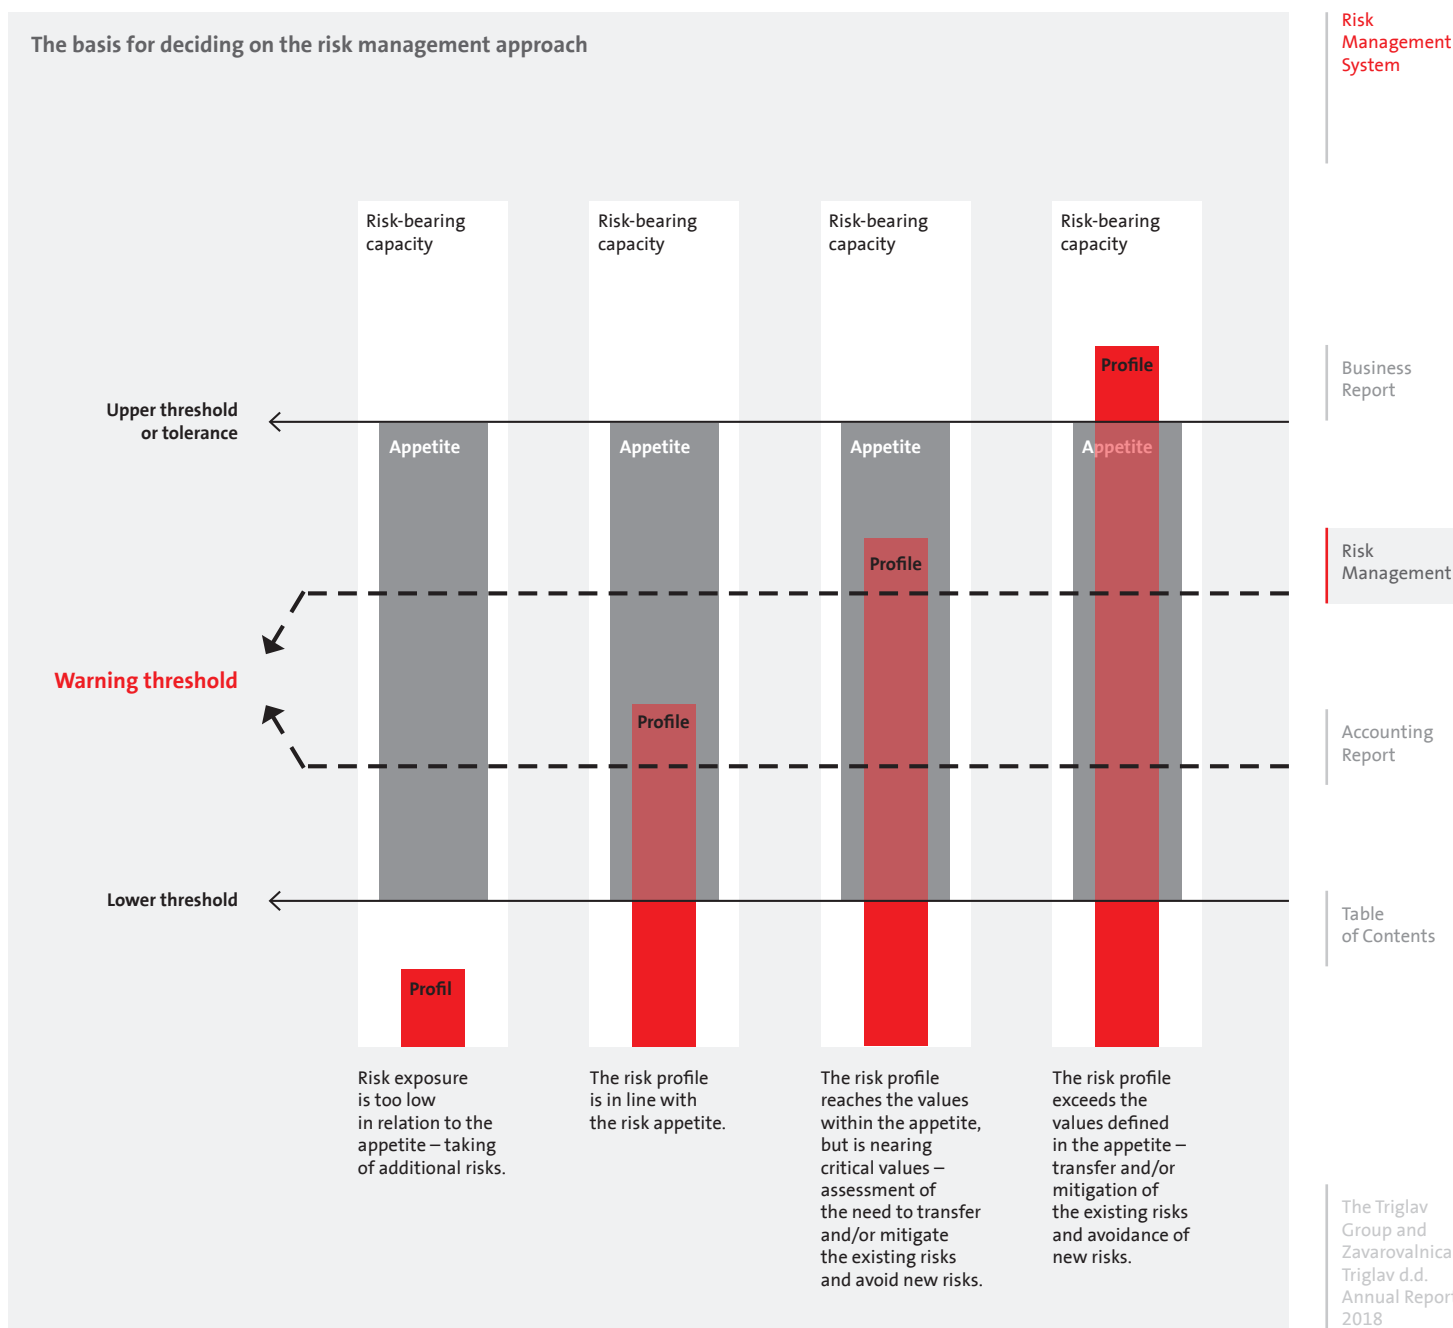 The basis for deciding on the risk management approach
Risk
Management
System
Risk-bearing
capacity
Risk-bearing
capacity
Risk-bearing
capacity
Risk-bearing
capacity
Profile
Business
Report
Upper threshold
or tolerance
Appetite
Appetite
Appetite
Appetite
Profile
Risk
Management
Warning threshold
Profile
Accounting
Report
Lower threshold
Table
of Contents
Profil
Risk exposure
is too low
in relation to the
appetite – taking
of additional risks.
The risk profile
is in line with
the risk appetite.
The risk profile
reaches the values
within the appetite,
but is nearing
critical values –
assessment of
the need to transfer
and/or mitigate
the existing risks
and avoid new risks.
The risk profile
exceeds the
values defined
in the appetite –
transfer and/or
mitigation of
the existing risks
and avoidance of
new risks.
The Triglav
Group and
Zavarovalnica
Triglav d.d.
Annual Report
2018